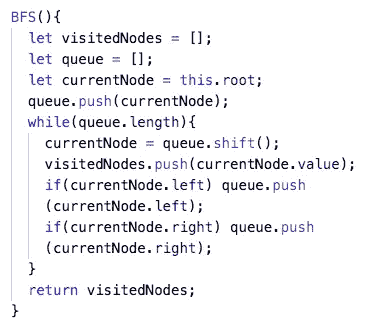 BFS(){
  let visitedNodes = [];
  let queue = [];
  let currentNode = this.root;
  queue.push(currentNode);
  while(queue.length){
    currentNode = queue.shift();
    visitedNodes.push(currentNode.value);
    if(currentNode.left) queue.push
    (currentNode.left);
    if(currentNode.right) queue.push
    (currentNode.right);
  }
  return visitedNodes;
}